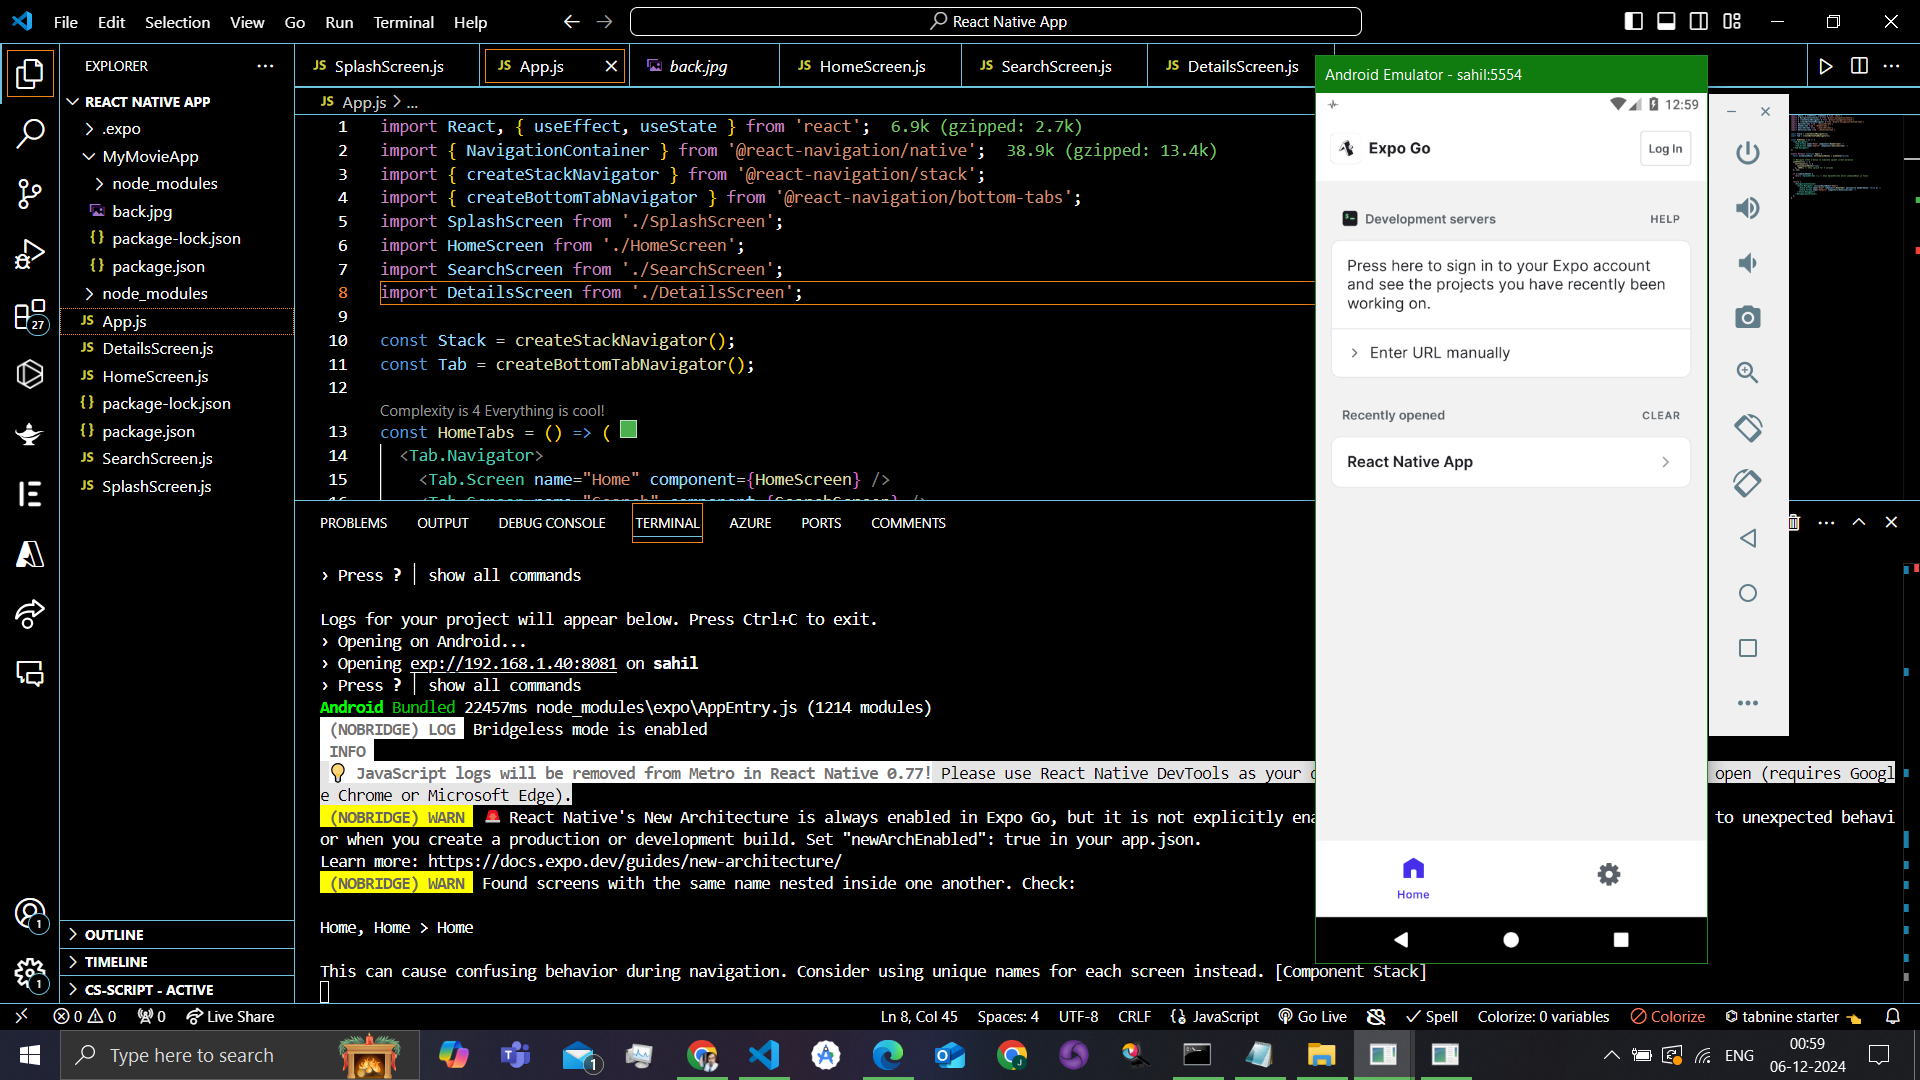 File Edit Selection View Go Run Terminal Help
React Native App
EXPLORER
REACT NATIVE APP
.expo
MyMovieApp
node_modules
back.jpg
package-lock.json
package.json
node_modules
App.js
DetailsScreen.js
HomeScreen.js
package-lock.json
package.json
SearchScreen.js
SplashScreen.js
OUTLINE
TIMELINE
CS-SCRIPT - ACTIVE
27
1
1
SplashScreen.js App.js back.jpg HomeScreen.js SearchScreen.js DetailsScreen.js
JS App.js > ...
1 import React, { useEffect, useState } from 'react'; 6.9k (gzipped: 2.7k)
2 import { NavigationContainer } from '@react-navigation/native'; 38.9k (gzipped: 13.4k)
3 import { createStackNavigator } from '@react-navigation/stack';
4 import { createBottomTabNavigator } from '@react-navigation/bottom-tabs';
5 import SplashScreen from './SplashScreen';
6 import HomeScreen from './HomeScreen';
7 import SearchScreen from './SearchScreen';
8 import DetailsScreen from './DetailsScreen';
9
10 const Stack = createStackNavigator();
11 const Tab = createBottomTabNavigator();
12
Complexity is 4 Everything is cool!
13 const HomeTabs = () => (
14 <Tab.Navigator>
15 <Tab.Screen name="Home" component={HomeScreen} />
PROBLEMS OUTPUT DEBUG CONSOLE TERMINAL AZURE PORTS COMMENTS
› Press ? │ show all commands
Logs for your project will appear below. Press Ctrl+C to exit.
› Opening on Android...
› Opening exp://192.168.1.40:8081 on sahil
› Press ? │ show all commands
Android Bundled 22457ms node_modules\expo\AppEntry.js (1214 modules)
(NOBRIDGE) LOG Bridgeless mode is enabled
INFO
💡 JavaScript logs will be removed from Metro in React Native 0.77! Please use React Native DevTools as your open (requires Googl
e Chrome or Microsoft Edge).
(NOBRIDGE) WARN 🚨 React Native's New Architecture is always enabled in Expo Go, but it is not explicitly to unexpected behavi
or when you create a production or development build. Set "newArchEnabled": true in your app.json.
Learn more: https://docs.expo.dev/guides/new-architecture/
(NOBRIDGE) WARN Found screens with the same name nested inside one another. Check:
Home, Home > Home
This can cause confusing behavior during navigation. Consider using unique names for each screen instead. [Component Stack]
Android Emulator - sahil:5554
12:59
Expo Go
Log In
Development servers
HELP
Press here to sign in to your Expo account
and see the projects you have recently been
working on.
Enter URL manually
Recently opened
CLEAR
React Native App
Home
0 0 0 Live Share
Ln 8, Col 45 Spaces: 4 UTF-8 CRLF JavaScript Go Live Spell Colorize: 0 variables Colorize tabnine starter
Type here to search
1
ENG
00:59
06-12-2024